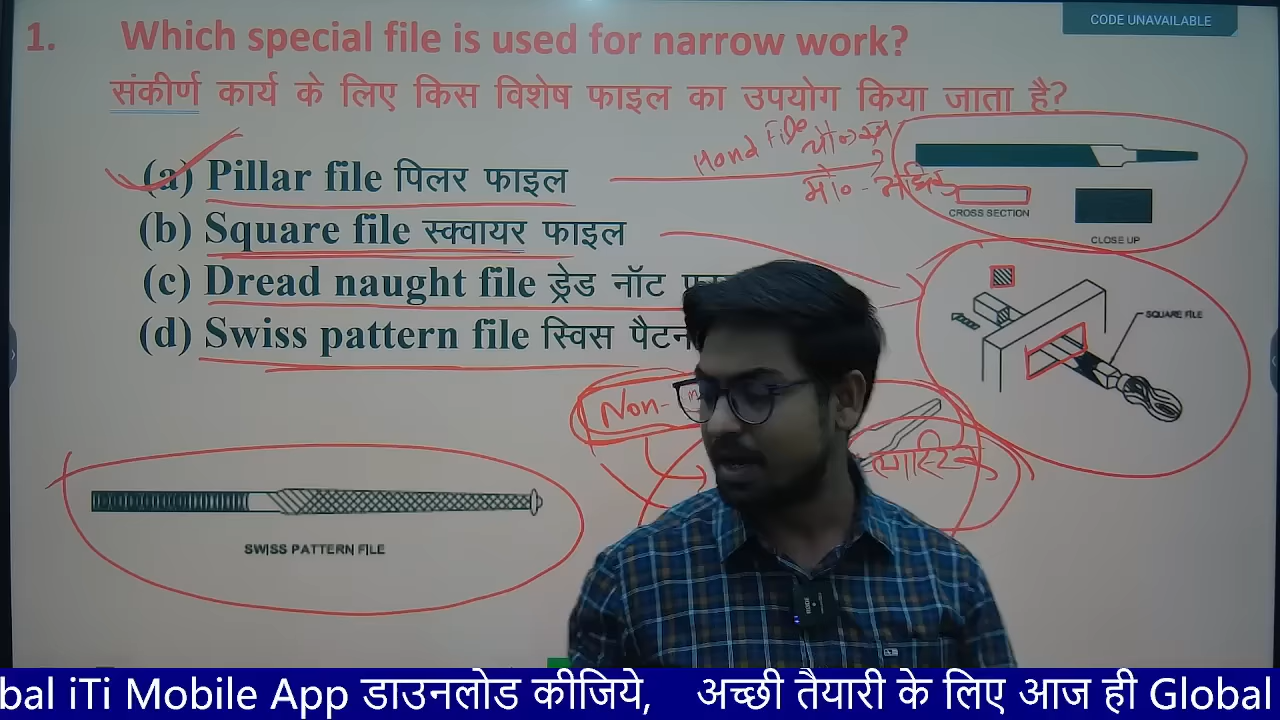 CODE UNAVAILABLE
1. Which special file is used for narrow work?
संकीर्ण कार्य के लिए किस विशेष फाइल का उपयोग किया जाता है?
Hand File
(a) Pillar file पिलर फाइल
CROSS SECTION
CLOSE UP
(b) Square file स्क्वायर फाइल
(c) Dread naught file ड्रेड नॉट
SQUARE FILE
(d) Swiss pattern file स्विस
Non-
SWISS PATTERN FILE
bal iTi Mobile App डाउनलोड कीजिये, अच्छी तैयारी के लिए आज ही Global